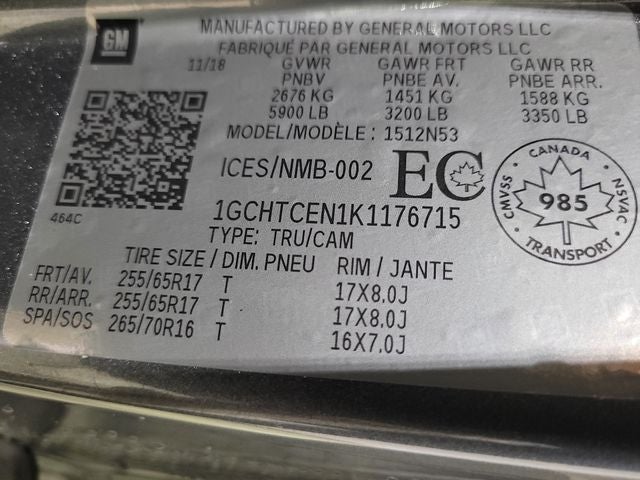 GM
MANUFACTURED BY GENERAL MOTORS LLC
FABRIQUÉ PAR GENERAL MOTORS LLC
11/18 GVWR GAWR FRT GAWR RR
PNBV PNBE AV. PNBE ARR.
2676 KG 1451 KG 1588 KG
5900 LB 3200 LB 3350 LB
MODEL/MODÈLE: 1512N53
ICES/NMB-002 EC
CANADA
CMVSS 985 NSVAC
TRANSPORT
464C
1GCHTCEN1K1176715
TYPE: TRU/CAM
TIRE SIZE / DIM. PNEU RIM / JANTE
FRT/AV. 255/65R17 T 17X8.0J
RR/ARR. 255/65R17 T 17X8.0J
SPA/SOS 265/70R16 T 16X7.0J